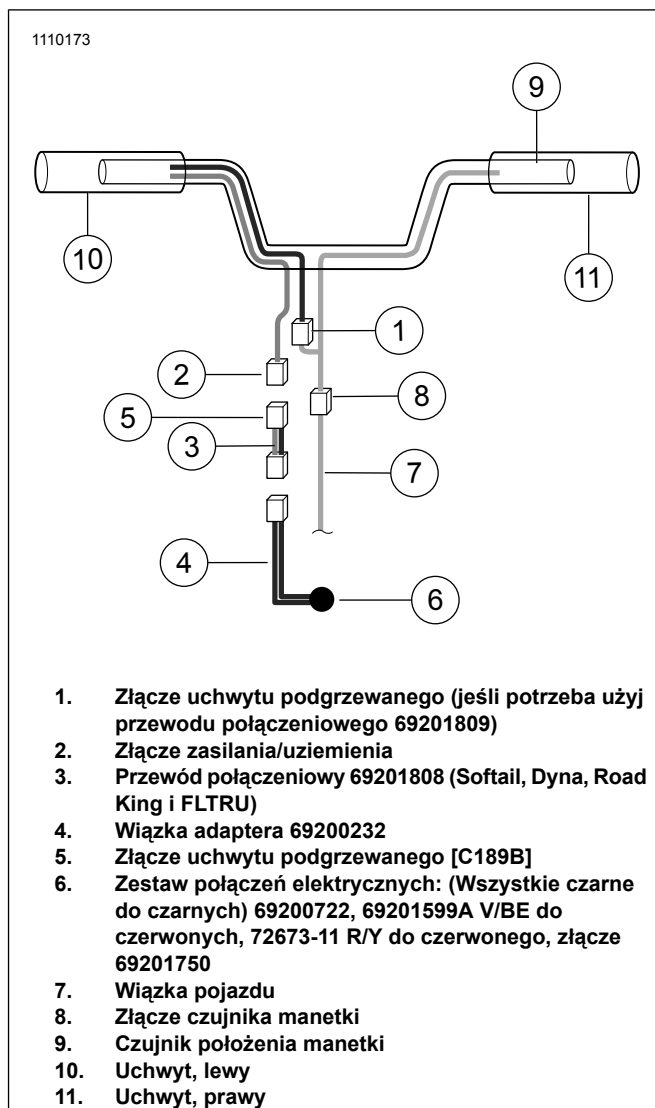 1110173
9
10
11
1
2
8
5
3
7
4
6
1. Złącze uchwytu podgrzewanego (jeśli potrzeba użyj
przewodu połączeniowego 69201809)
2. Złącze zasilania/uziemienia
3. Przewód połączeniowy 69201808 (Softail, Dyna, Road
King i FLTRU)
4. Wiązka adaptera 69200232
5. Złącze uchwytu podgrzewanego [C189B]
6. Zestaw połączeń elektrycznych: (Wszystkie czarne
do czarnych) 69200722, 69201599A V/BE do
czerwonych, 72673-11 R/Y do czerwonego, złącze
69201750
7. Wiązka pojazdu
8. Złącze czujnika manetki
9. Czujnik położenia manetki
10. Uchwyt, lewy
11. Uchwyt, prawy